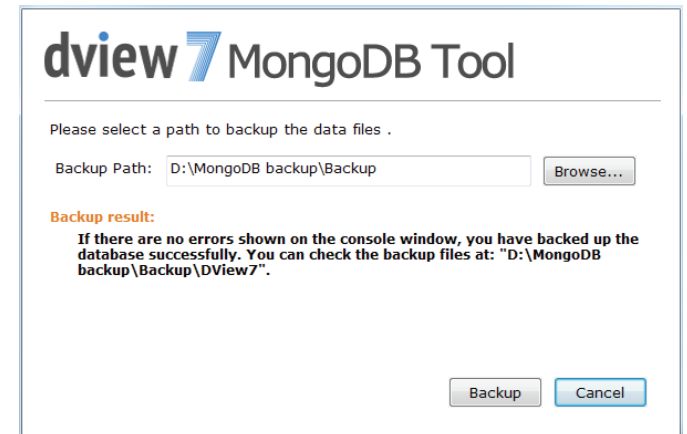 dview 7 MongoDB Tool
Please select a path to backup the data files .
Backup Path: D:\MongoDB backup\Backup Browse...
Backup result:
If there are no errors shown on the console window, you have backed up the
database successfully. You can check the backup files at: "D:\MongoDB
backup\Backup\DView7".
Backup Cancel